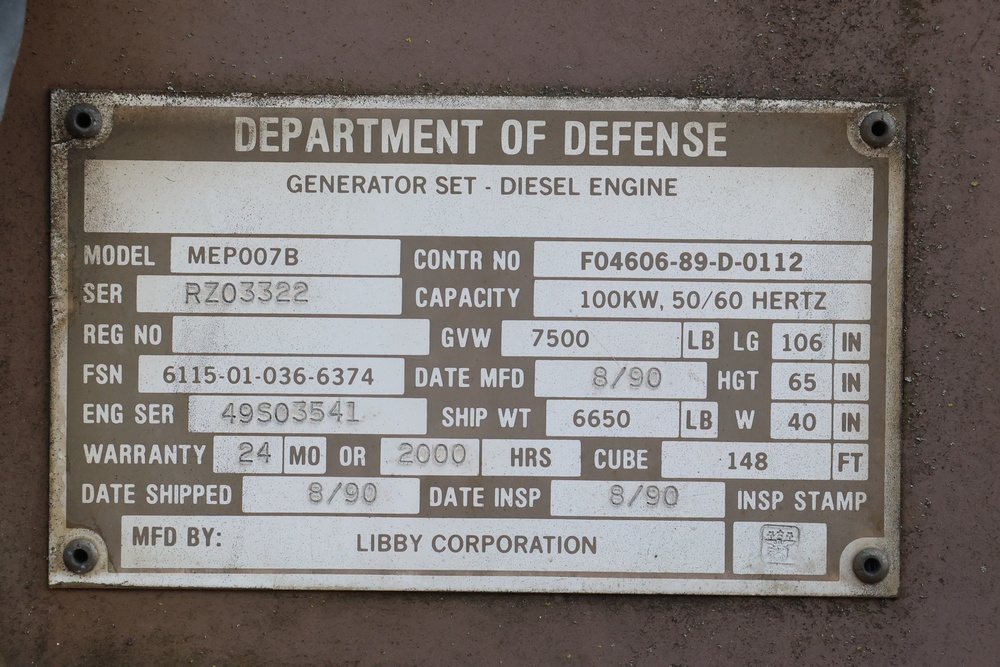 DEPARTMENT OF DEFENSE
GENERATOR SET - DIESEL ENGINE
MODEL MEP007B CONTR NO F04606-89-D-0112
SER RZ03322 CAPACITY 100KW, 50/60 HERTZ
REG NO GVW 7500 LB LG 106 IN
FSN 6115-01-036-6374 DATE MFD 8/90 HGT 65 IN
ENG SER 49S03541 SHIP WT 6650 LB W 40 IN
WARRANTY 24 MO OR 2000 HRS CUBE 148 FT
DATE SHIPPED 8/90 DATE INSP 8/90 INSP STAMP
MFD BY: LIBBY CORPORATION